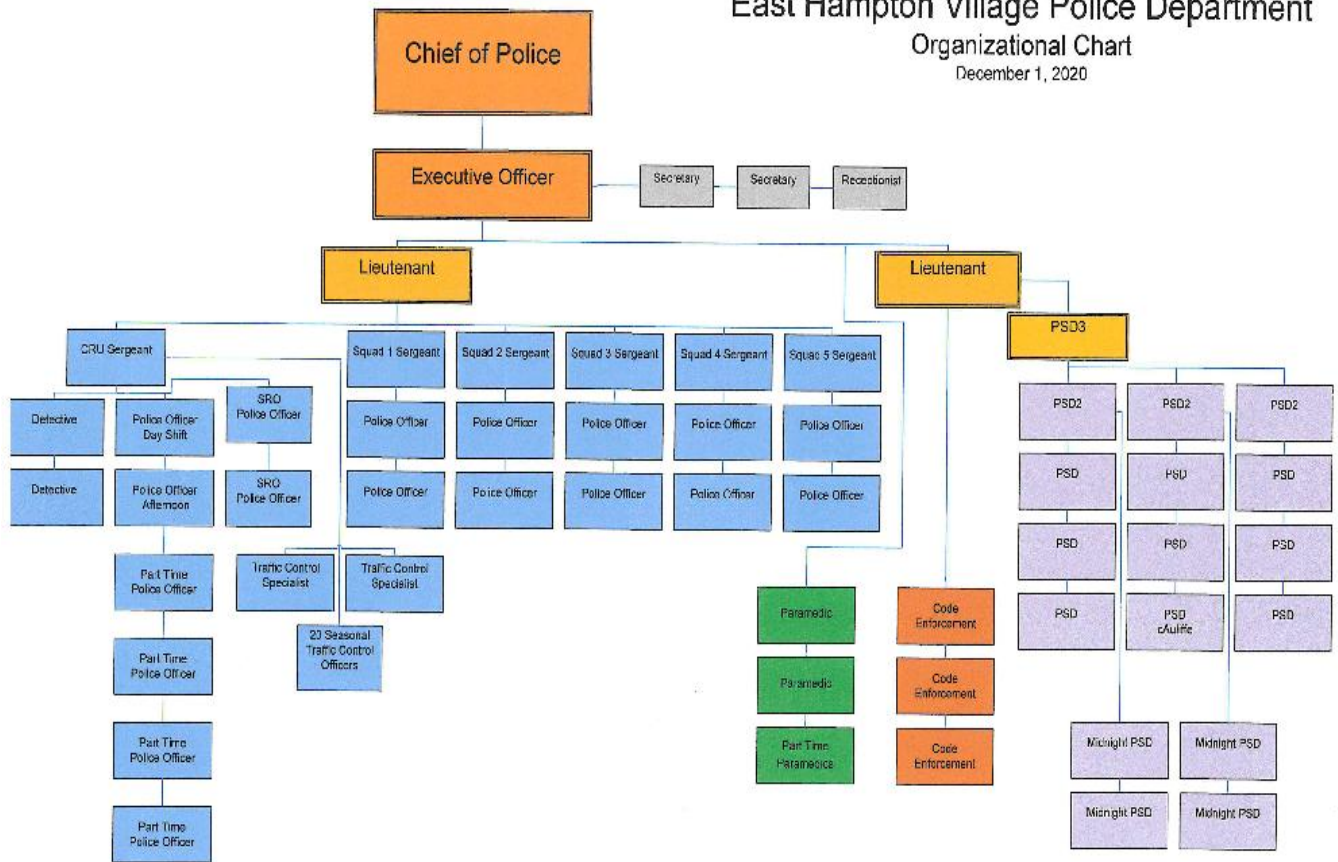 East Hampton Village Police Department
Organizational Chart
December 1, 2020
Chief of Police
Executive Officer
Secretary
Secretary
Receptionist
Lieutenant
Lieutenant
PSD3
CRU Sergeant
Squad 1 Sergeant
Squad 2 Sergeant
Squad 3 Sergeant
Squad 4 Sergeant
Squad 5 Sergeant
Detective
Police Officer
Day Shift
SRO
Police Officer
Police Officer
Police Officer
Police Officer
Police Officer
Police Officer
PSD2
PSD2
PSD2
Detective
Police Officer
Afternoon
SRO
Police Officer
Police Officer
Police Officer
Police Officer
Police Officer
Police Officer
PSD
PSD
PSD
Part Time
Police Officer
Traffic Control
Specialist
Traffic Control
Specialist
PSD
PSD
PSD
Paramedic
Code
Enforcement
PSD
PSD
cAuliffe
PSD
Part Time
Police Officer
20 Seasonal
Traffic Control
Officers
Paramedic
Code
Enforcement
Part Time
Police Officer
Part Time
Paramedics
Code
Enforcement
Midnight PSD
Midnight PSD
Part Time
Police Officer
Midnight PSD
Midnight PSD